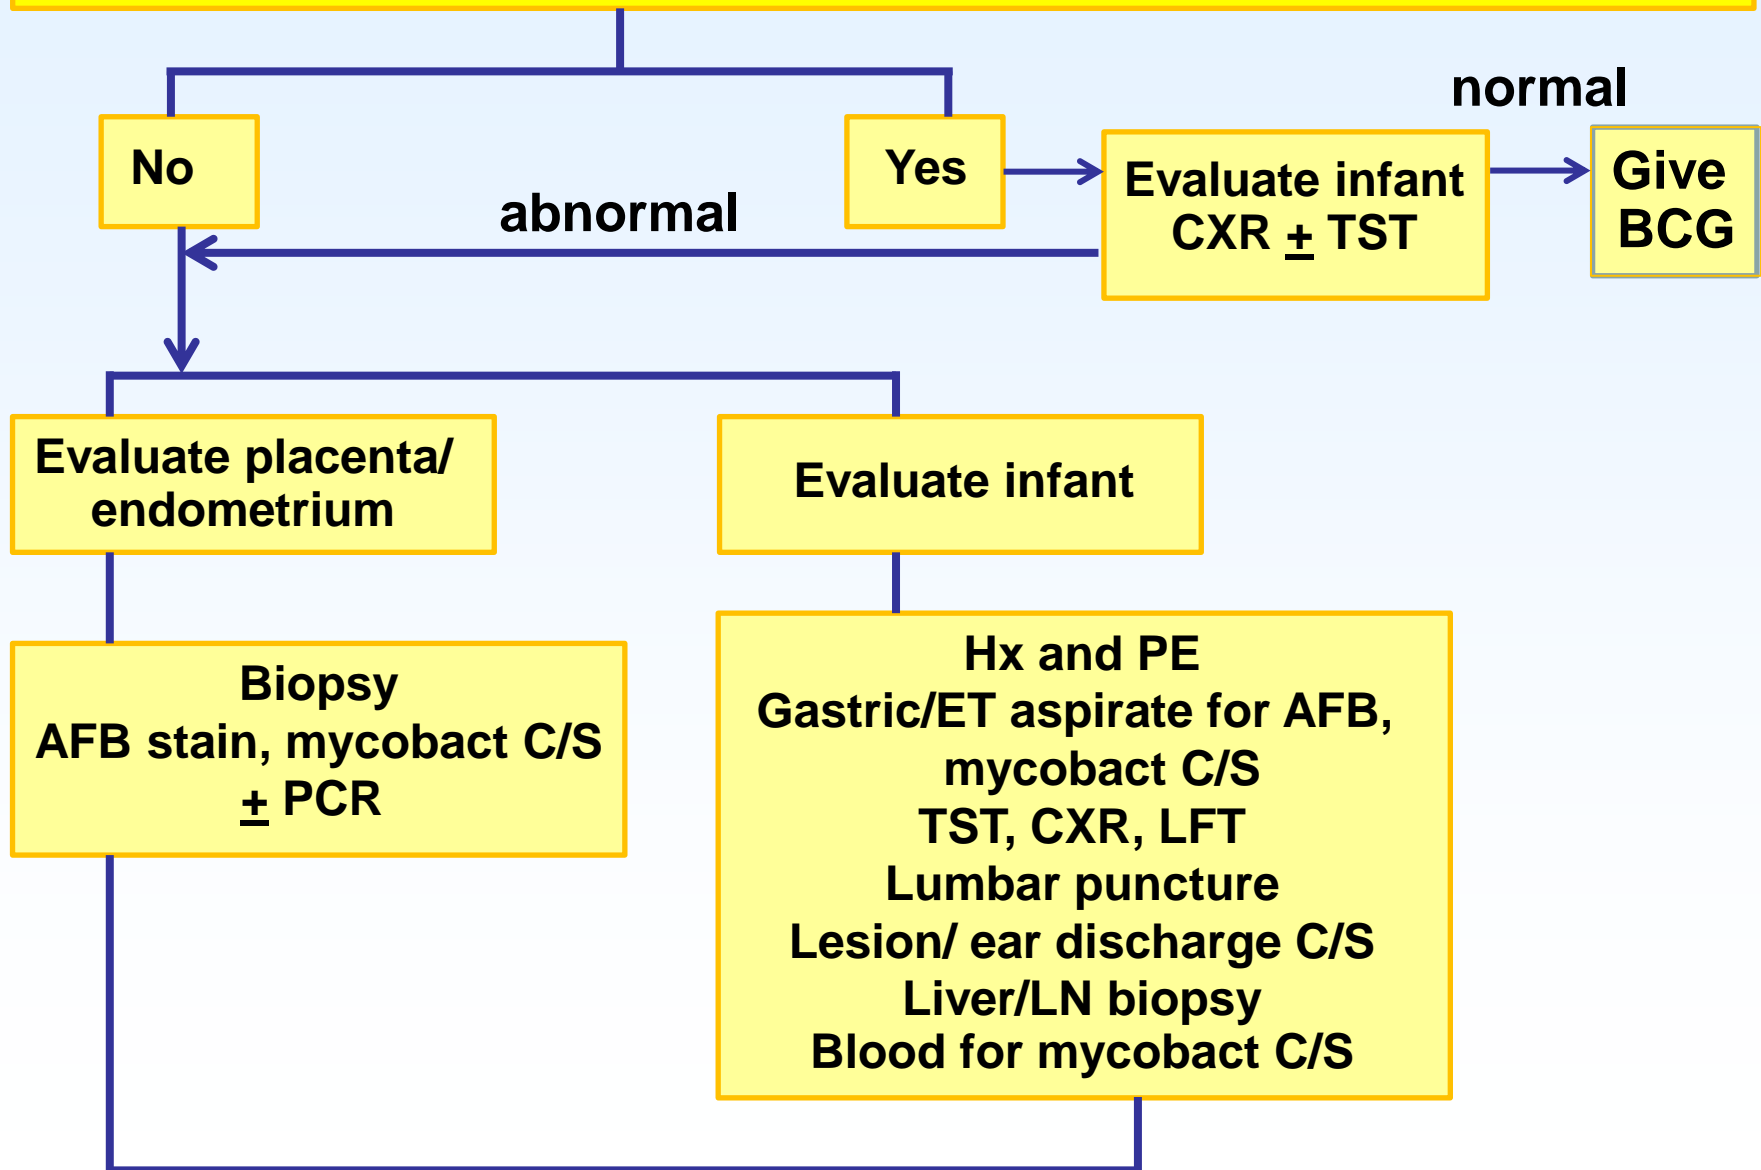 normal
No
Yes
Evaluate infant
CXR ± TST
Give
BCG
abnormal
Evaluate placenta/
endometrium
Evaluate infant
Biopsy
AFB stain, mycobact C/S
± PCR
Hx and PE
Gastric/ET aspirate for AFB,
mycobact C/S
TST, CXR, LFT
Lumbar puncture
Lesion/ ear discharge C/S
Liver/LN biopsy
Blood for mycobact C/S